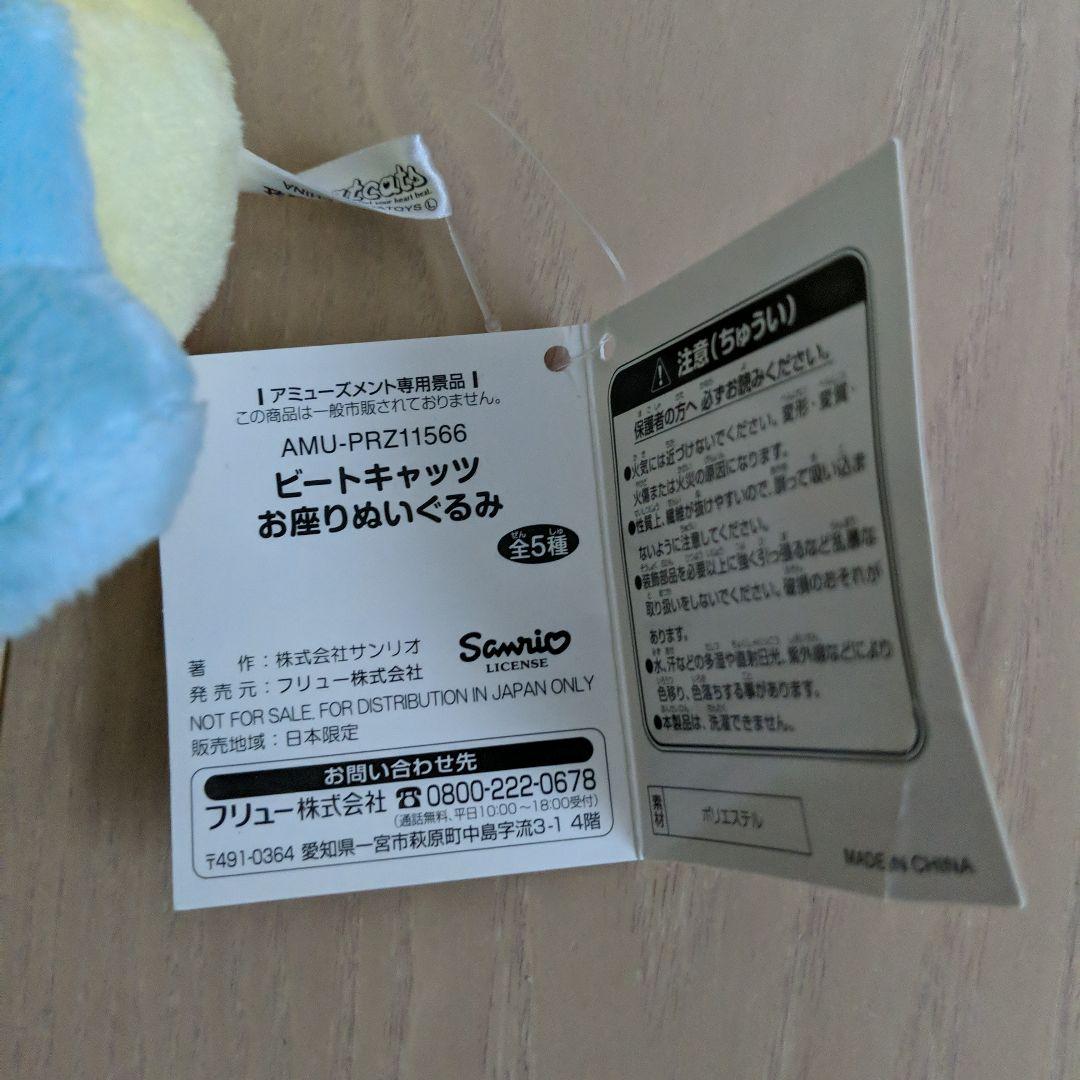 tcats
your heart beat.
TOYS Ⓛ
アミューズメント専用景品
この商品は一般市販されておりません。
AMU-PRZ11566
ビートキャッツ
お座りぬいぐるみ
全5種
著　作：株式会社サンリオ
発売元：フリュー株式会社
Sanrio
LICENSE
NOT FOR SALE. FOR DISTRIBUTION IN JAPAN ONLY
販売地域：日本限定
お問い合わせ先
フリュー株式会社 ☎ 0800-222-0678
(通話無料、平日10:00～18:00受付)
〒491-0364 愛知県一宮市萩原町中島字流3-1 4階
⚠ 注意(ちゅうい)
保護者の方へ 必ずお読みください。
●火気には近づけないでください。変形・変質、
火傷または火災の原因になります。
●性質上、繊維が抜けやすいので、誤って吸い込ま
ないように注意してください。
●装飾部品を必要以上に強く引っ張るなど乱暴な
取り扱いをしないでください。破損のおそれが
あります。
●水、汗などの多湿や直射日光、紫外線などにより
色移り、色落ちする事があります。
●本製品は、洗濯できません。
素材 ポリエステル
MADE IN CHINA